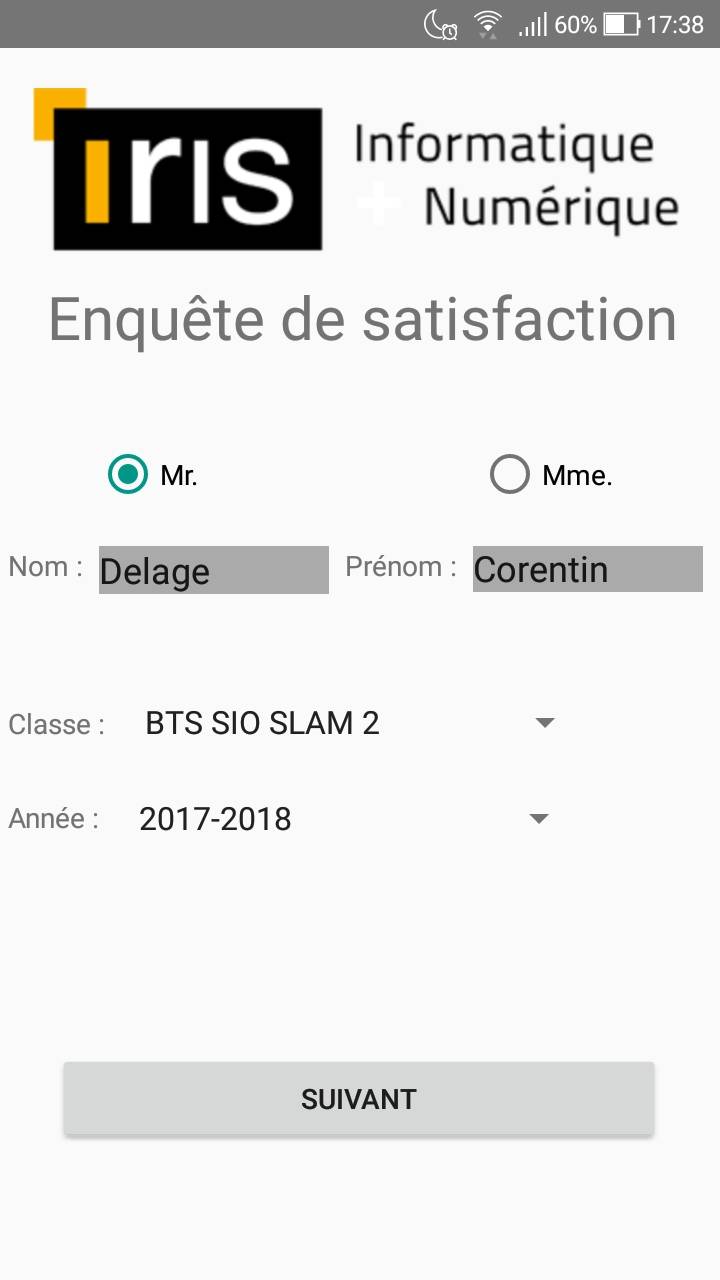 60% 17:38
iris
Informatique
+ Numérique
Enquête de satisfaction
Mr. Mme.
Nom : Delage Prénom : Corentin
Classe : BTS SIO SLAM 2
Année : 2017-2018
SUIVANT